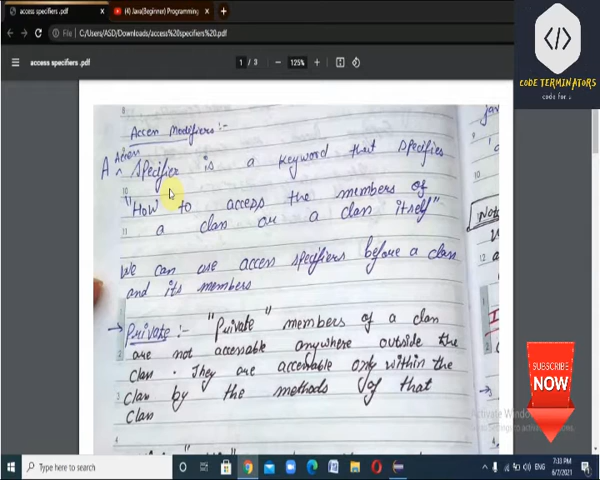 access specifiers .pdf
(4) Java(Beginner) Programming
File
C:/Users/ASD/Downloads/access%20specifiers%20.pdf
access specifiers .pdf
1 / 3
125%
CODE TERMINATORS
code for .
Access Modifiers :-
A Access Specifier is a keyword that specifies
"How to access the members of
a class or a class itself"
We can use access specifiers before a class
and its members
→ Private :- "Private" members of a class
are not accessable anywhere outside the
class. They are accessable only within the
class by the methods of that
class
SUBSCRIBE
NOW
Activate Windo
Type here to search
ENG
7:33 PM
6/7/2021